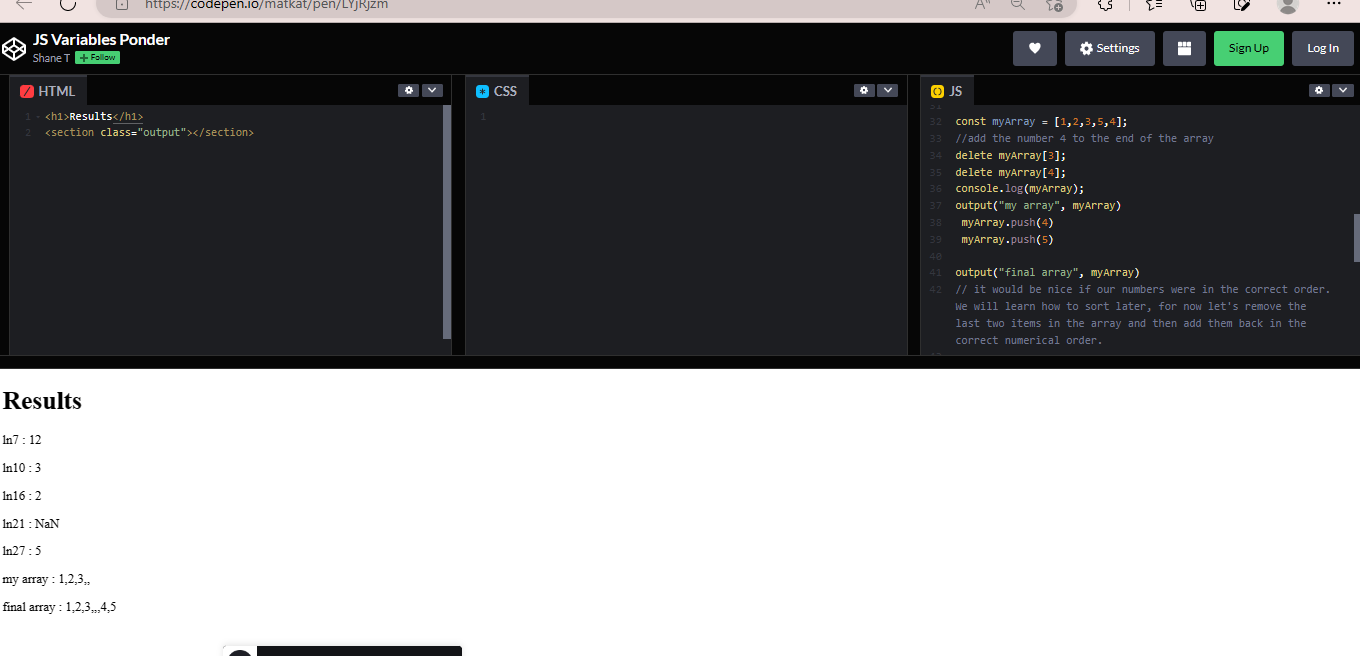 https://codepen.io/matkat/pen/LYjRjzm
JS Variables Ponder
Shane T + Follow
Settings
Sign Up
Log In
HTML
1 <h1>Results</h1>
2 <section class="output"></section>
CSS
1
JS
31
32 const myArray = [1,2,3,5,4];
33 //add the number 4 to the end of the array
34 delete myArray[3];
35 delete myArray[4];
36 console.log(myArray);
37 output("my array", myArray)
38 myArray.push(4)
39 myArray.push(5)
40
41 output("final array", myArray)
42 // it would be nice if our numbers were in the correct order.
We will learn how to sort later, for now let's remove the
last two items in the array and then add them back in the
correct numerical order.
Results
ln7 : 12
ln10 : 3
ln16 : 2
ln21 : NaN
ln27 : 5
my array : 1,2,3,,
final array : 1,2,3,,,4,5